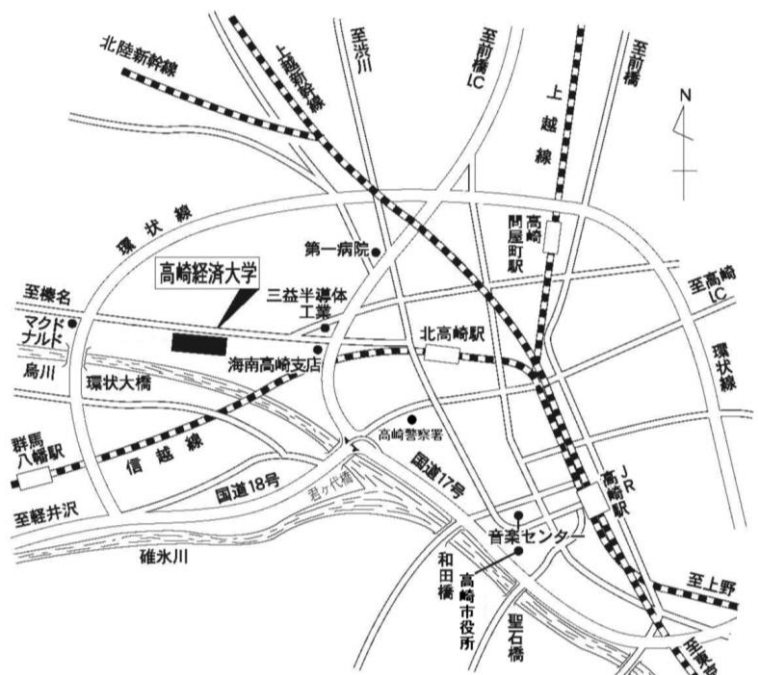 北陸新幹線
上越新幹線
至渋川
至前橋
I.C
上越線
至前橋
N
環状線
第一病院
高崎
問屋町駅
高崎経済大学
至榛名
三益半導体
工業
至高崎
I.C
マクド
ナルド
北高崎駅
海南高崎支店
烏川
環状大橋
環状線
高崎警察署
群馬
八幡駅
信越線
国道18号
君ヶ代橋
国道17号
JR
高崎駅
至軽井沢
音楽センター
碓氷川
和田橋
高崎市役所
聖石橋
至上野
至東京